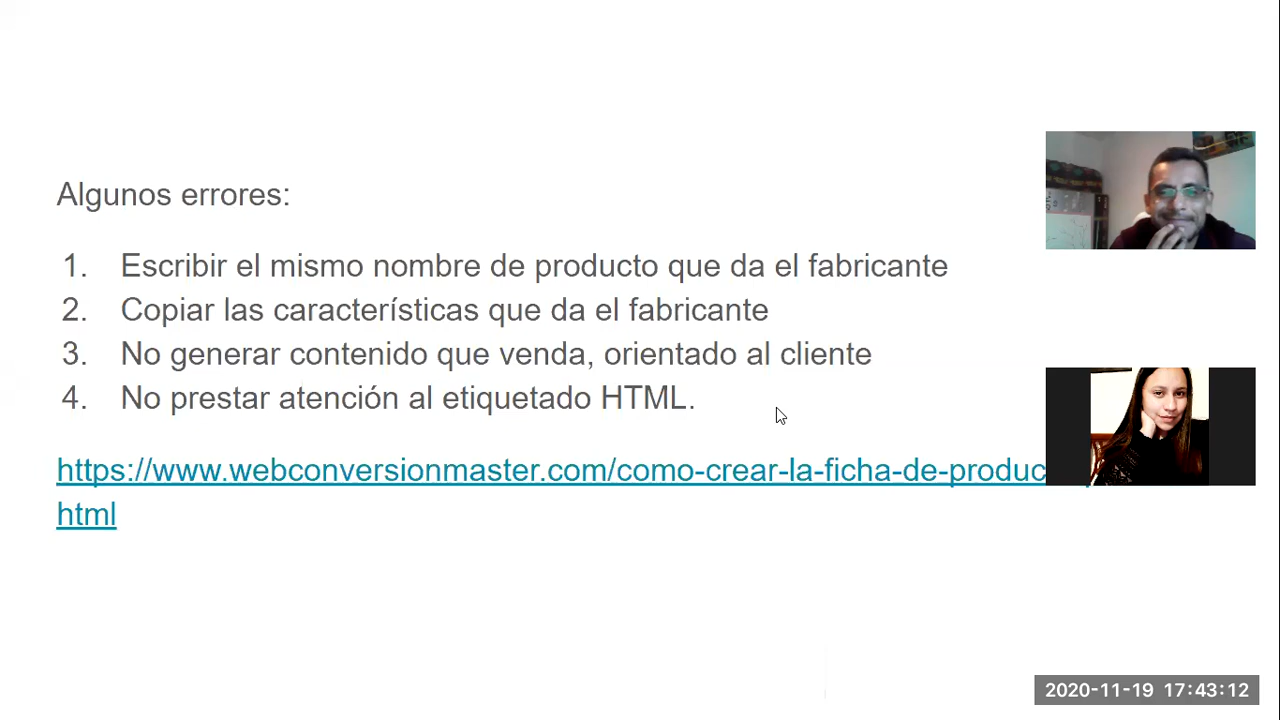 Algunos errores:
1. Escribir el mismo nombre de producto que da el fabricante
2. Copiar las características que da el fabricante
3. No generar contenido que venda, orientado al cliente
4. No prestar atención al etiquetado HTML.
https://www.webconversionmaster.com/como-crear-la-ficha-de-produc
html
2020-11-19 17:43:12